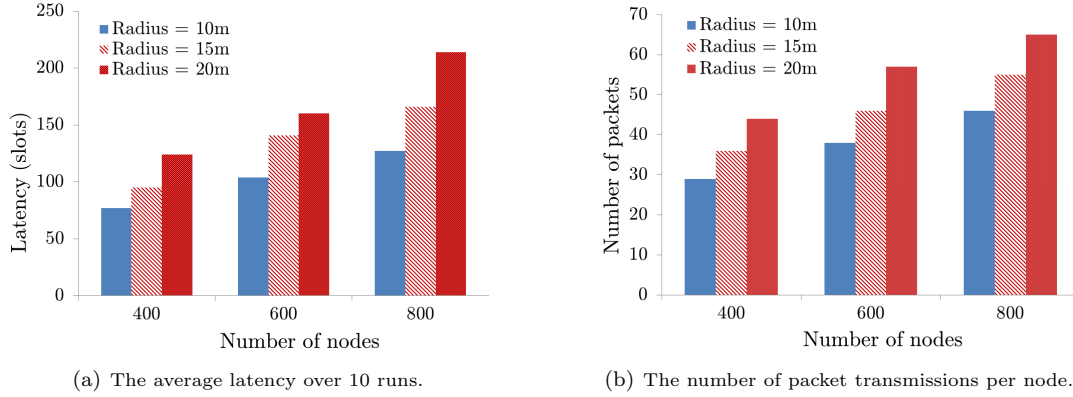 250
200
150
100
50
0
Latency (slots)
Radius = 10m
Radius = 15m
Radius = 20m
400 600 800
Number of nodes
(a) The average latency over 10 runs.
70
60
50
40
30
20
10
0
Number of packets
Radius = 10m
Radius = 15m
Radius = 20m
400 600 800
Number of nodes
(b) The number of packet transmissions per node.